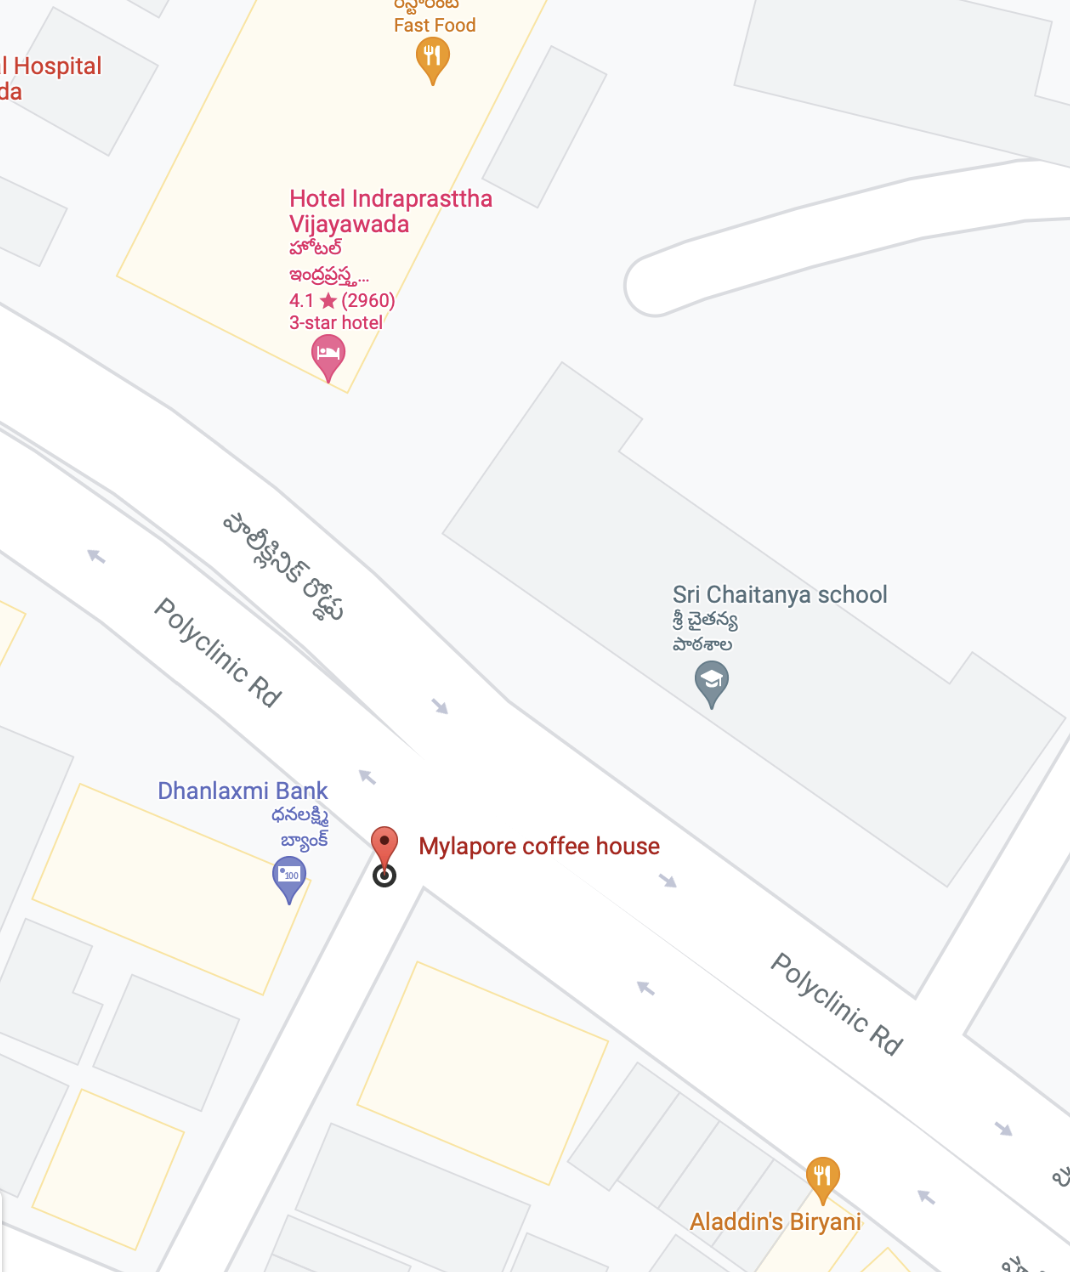 రెస్టారెంట్
Fast Food
l Hospital
da
Hotel Indraprasttha
Vijayawada
హోటల్
ఇంద్రప్రస్త...
4.1 ★ (2960)
3-star hotel
పాలీక్లినిక్ రోడ్డు
Polyclinic Rd
Sri Chaitanya school
శ్రీ చైతన్య
పాఠశాల
Dhanlaxmi Bank
ధనలక్ష్మి
బ్యాంక్
100
Mylapore coffee house
Polyclinic Rd
Aladdin's Biryani